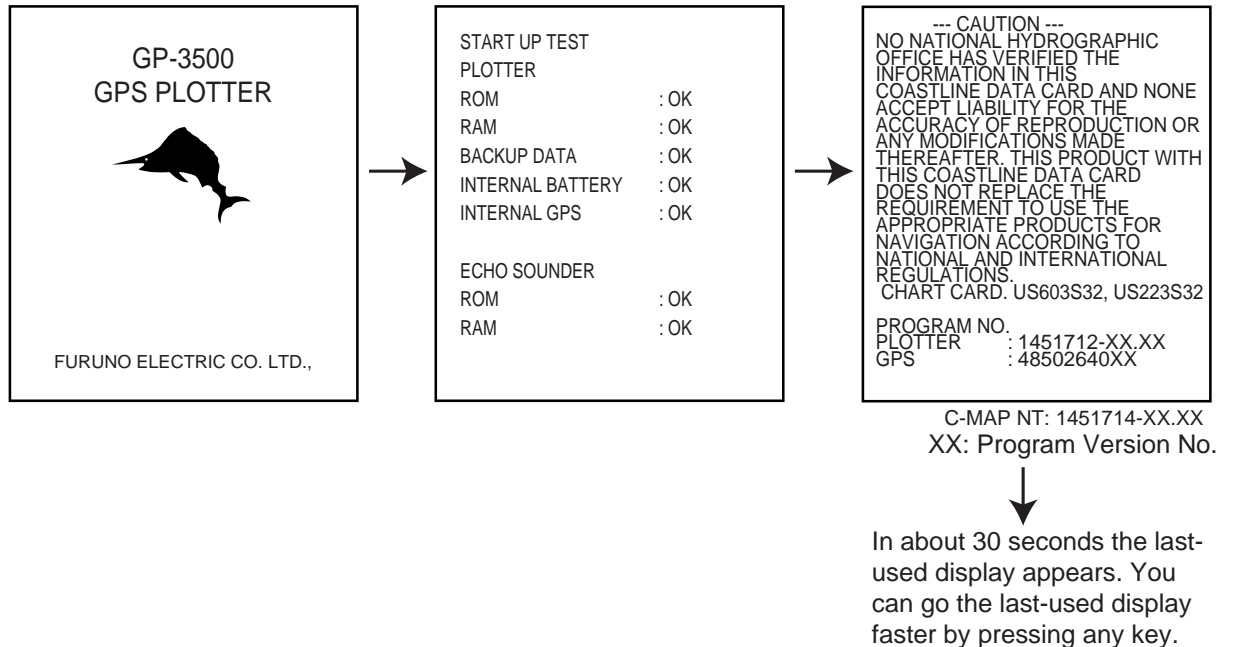 GP-3500
GPS PLOTTER
FURUNO ELECTRIC CO. LTD.,
START UP TEST
PLOTTER
ROM : OK
RAM : OK
BACKUP DATA : OK
INTERNAL BATTERY : OK
INTERNAL GPS : OK
ECHO SOUNDER
ROM : OK
RAM : OK
--- CAUTION ---
NO NATIONAL HYDROGRAPHIC
OFFICE HAS VERIFIED THE
INFORMATION IN THIS
COASTLINE DATA CARD AND NONE
ACCEPT LIABILITY FOR THE
ACCURACY OF REPRODUCTION OR
ANY MODIFICATIONS MADE
THEREAFTER. THIS PRODUCT WITH
THIS COASTLINE DATA CARD
DOES NOT REPLACE THE
REQUIREMENT TO USE THE
APPROPRIATE PRODUCTS FOR
NAVIGATION ACCORDING TO
NATIONAL AND INTERNATIONAL
REGULATIONS.
CHART CARD. US603S32, US223S32
PROGRAM NO.
PLOTTER : 1451712-XX.XX
GPS : 48502640XX
C-MAP NT: 1451714-XX.XX
XX: Program Version No.
In about 30 seconds the last-
used display appears. You
can go the last-used display
faster by pressing any key.